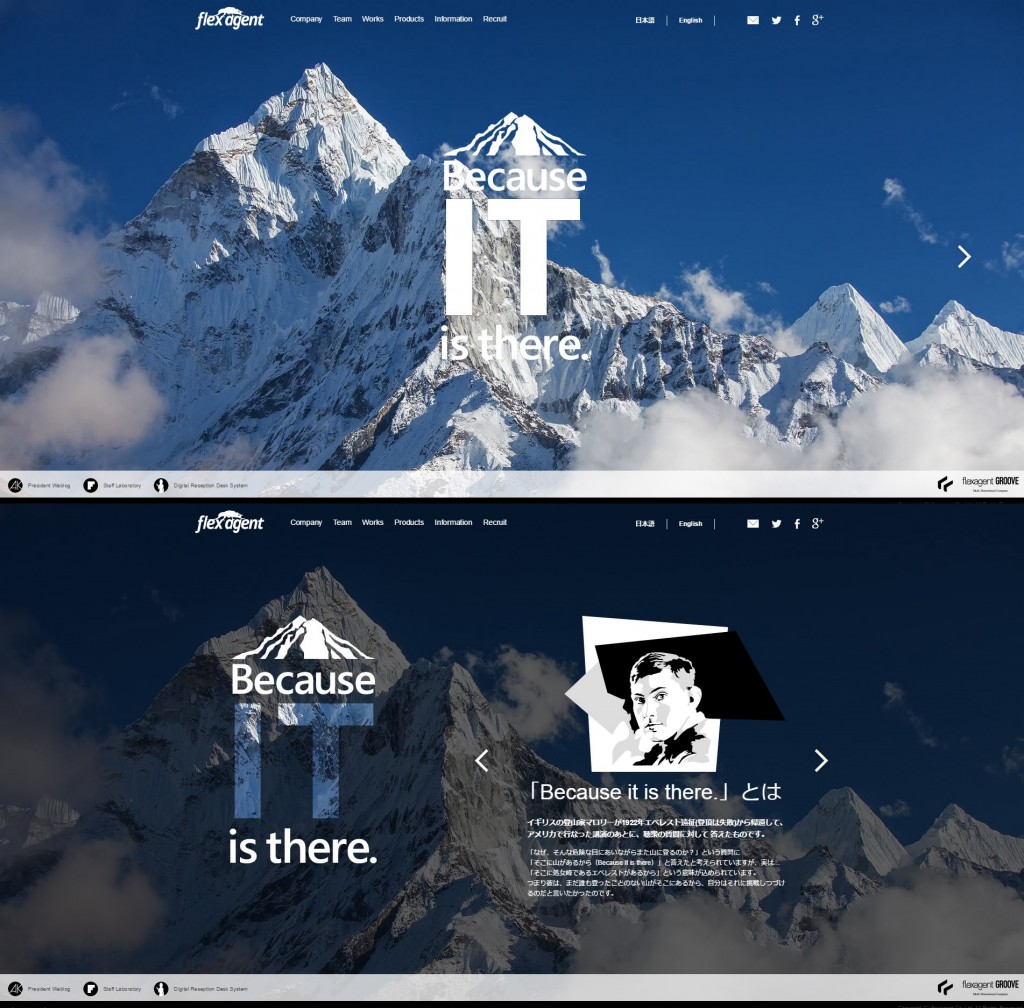 flexagent
Company Team Works Products Information Recruit
日本語 | English |
Because
IT
is there.
President Weblog Staff Laboratory Digital Reception Desk System
flexagent GROOVE
flexagent
Company Team Works Products Information Recruit
日本語 | English |
Because
IT
is there.
「Because it is there.」とは
イギリスの登山家マロリーが1922年エベレスト遠征(登頂は失敗)から帰還して、
アメリカで行なった講演のあとに、聴衆の質問に対して 答えたものです。
「なぜ、そんな危険な目にあいながらまた山に登るのか？」という質問に
「そこに山があるから（Because it is there）」と答えたと考えられていますが、実は…
「そこに処女峰であるエベレストがあるから」という意味が込められています。
つまり彼は、まだ誰も登ったことのない山がそこにあるから、自分はそれに挑戦しつづけ
るのだと言いたかったのです。
President Weblog Staff Laboratory Digital Reception Desk System
flexagent GROOVE